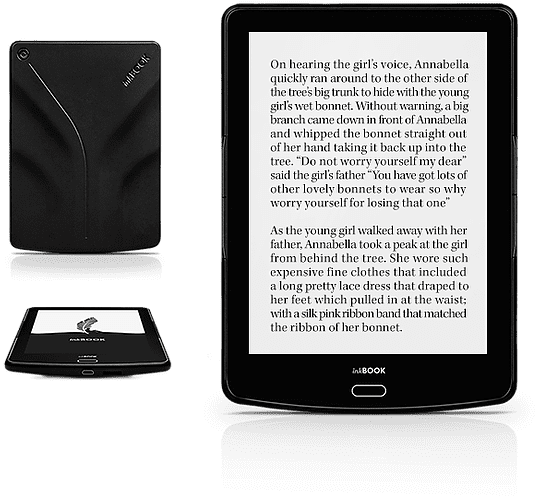 inkBOOK
On hearing the girl's voice, Annabella
quickly ran around to the other side of
the tree's big trunk to hide with the young
girl's wet bonnet. Without warning, a big
branch came down in front of Annabella
and whipped the bonnet straight out
of her hand taking it back up into the
tree. “Do not worry yourself my dear”
said the girl's father “You have got lots of
other lovely bonnets to wear so why
worry yourself for losing that one”
As the young girl walked away with her
father, Annabella took a peak at the girl
from behind the tree. She wore such
expensive fine clothes that included
a long pretty lace dress that draped to
her feet which pulled in at the waist;
with a silk pink ribbon band that matched
the ribbon of her bonnet.
inkBOOK
inkBOOK